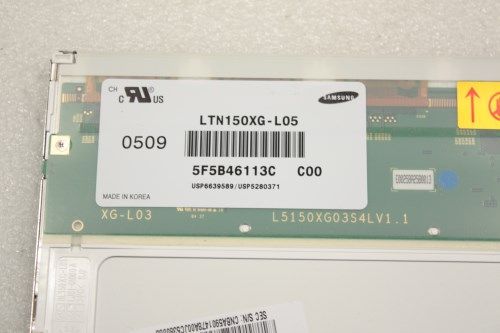 CH
C US
SAMSUNG
LTN150XG-L05
0509
5F5B46113C C00
USP6639589/USP5280371
MADE IN KOREA
XG-L03
L5150XG03S4LV1.1